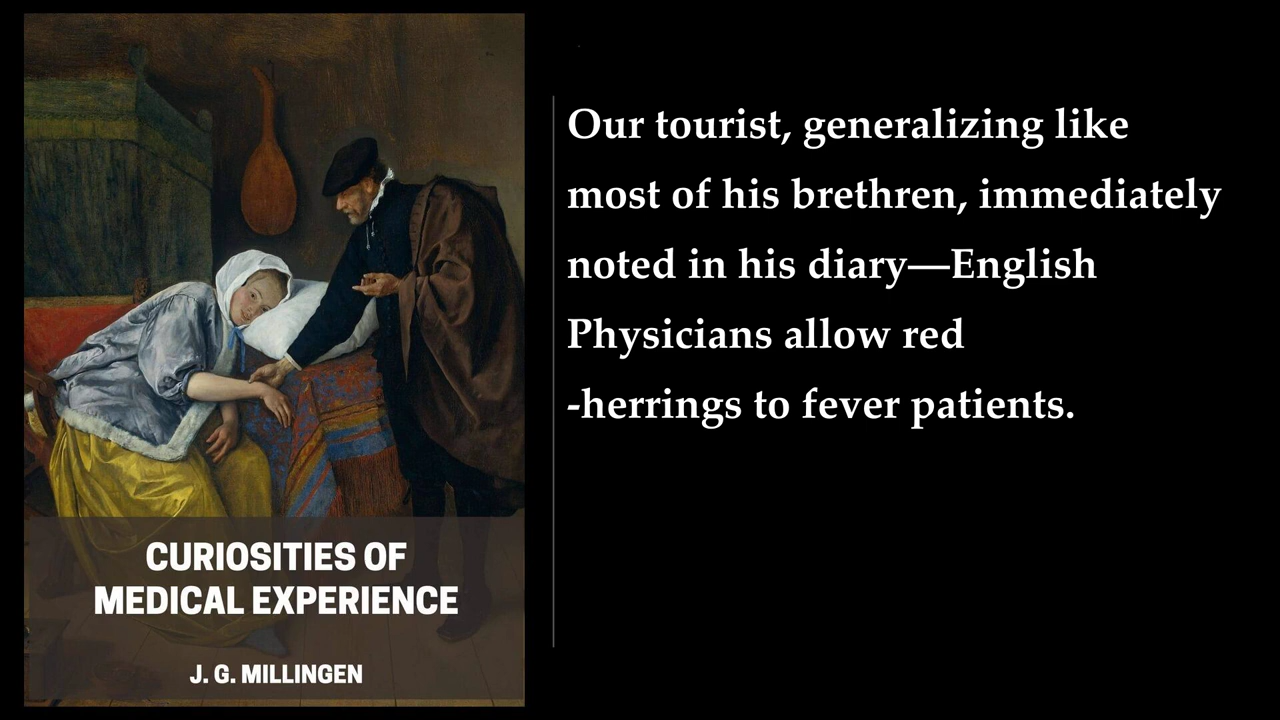 Our tourist, generalizing like
most of his brethren, immediately
noted in his diary—English
Physicians allow red
-herrings to fever patients.
CURIOSITIES OF
MEDICAL EXPERIENCE
J. G. MILLINGEN